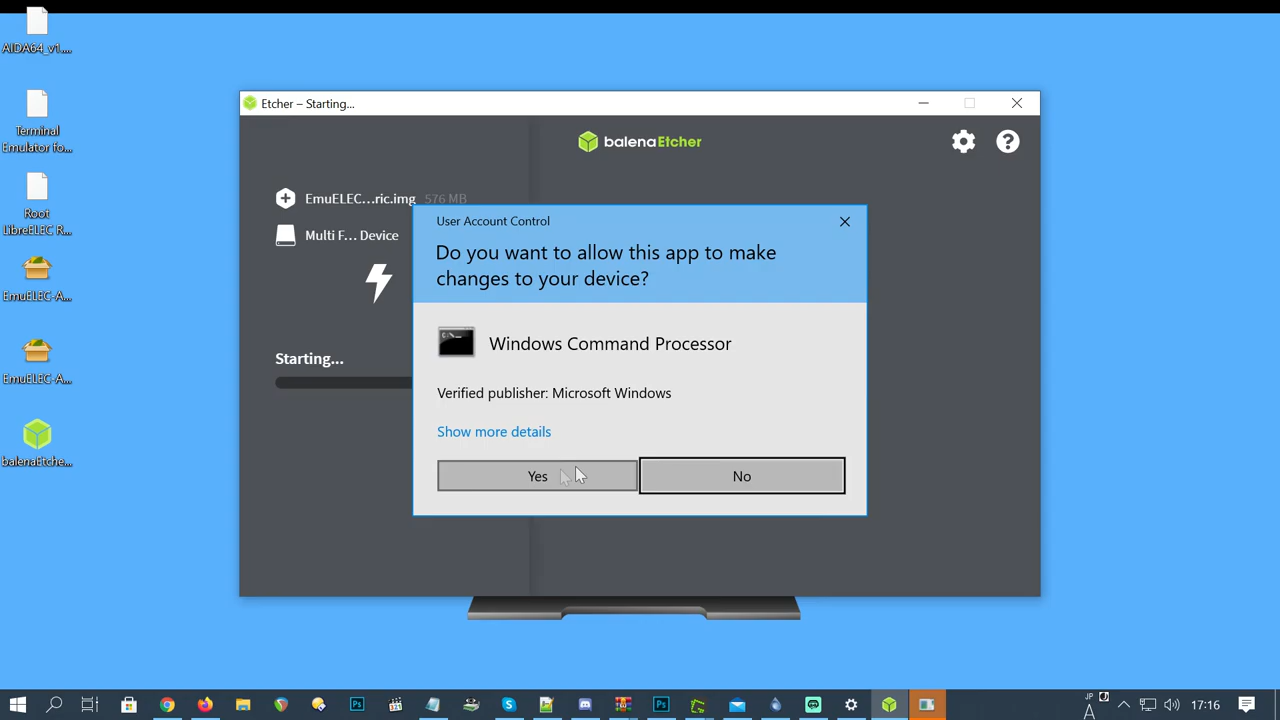 AIDA64_v1....
Terminal
Emulator fo...
Root
LibreELEC R...
EmuELEC-A...
EmuELEC-A...
balenaEtche...
Etcher – Starting...
balenaEtcher
EmuELEC...ric.img 576 MB
Multi F... Device
Starting...
User Account Control
Do you want to allow this app to make
changes to your device?
Windows Command Processor
Verified publisher: Microsoft Windows
Show more details
Yes
No
JP
A
17:16